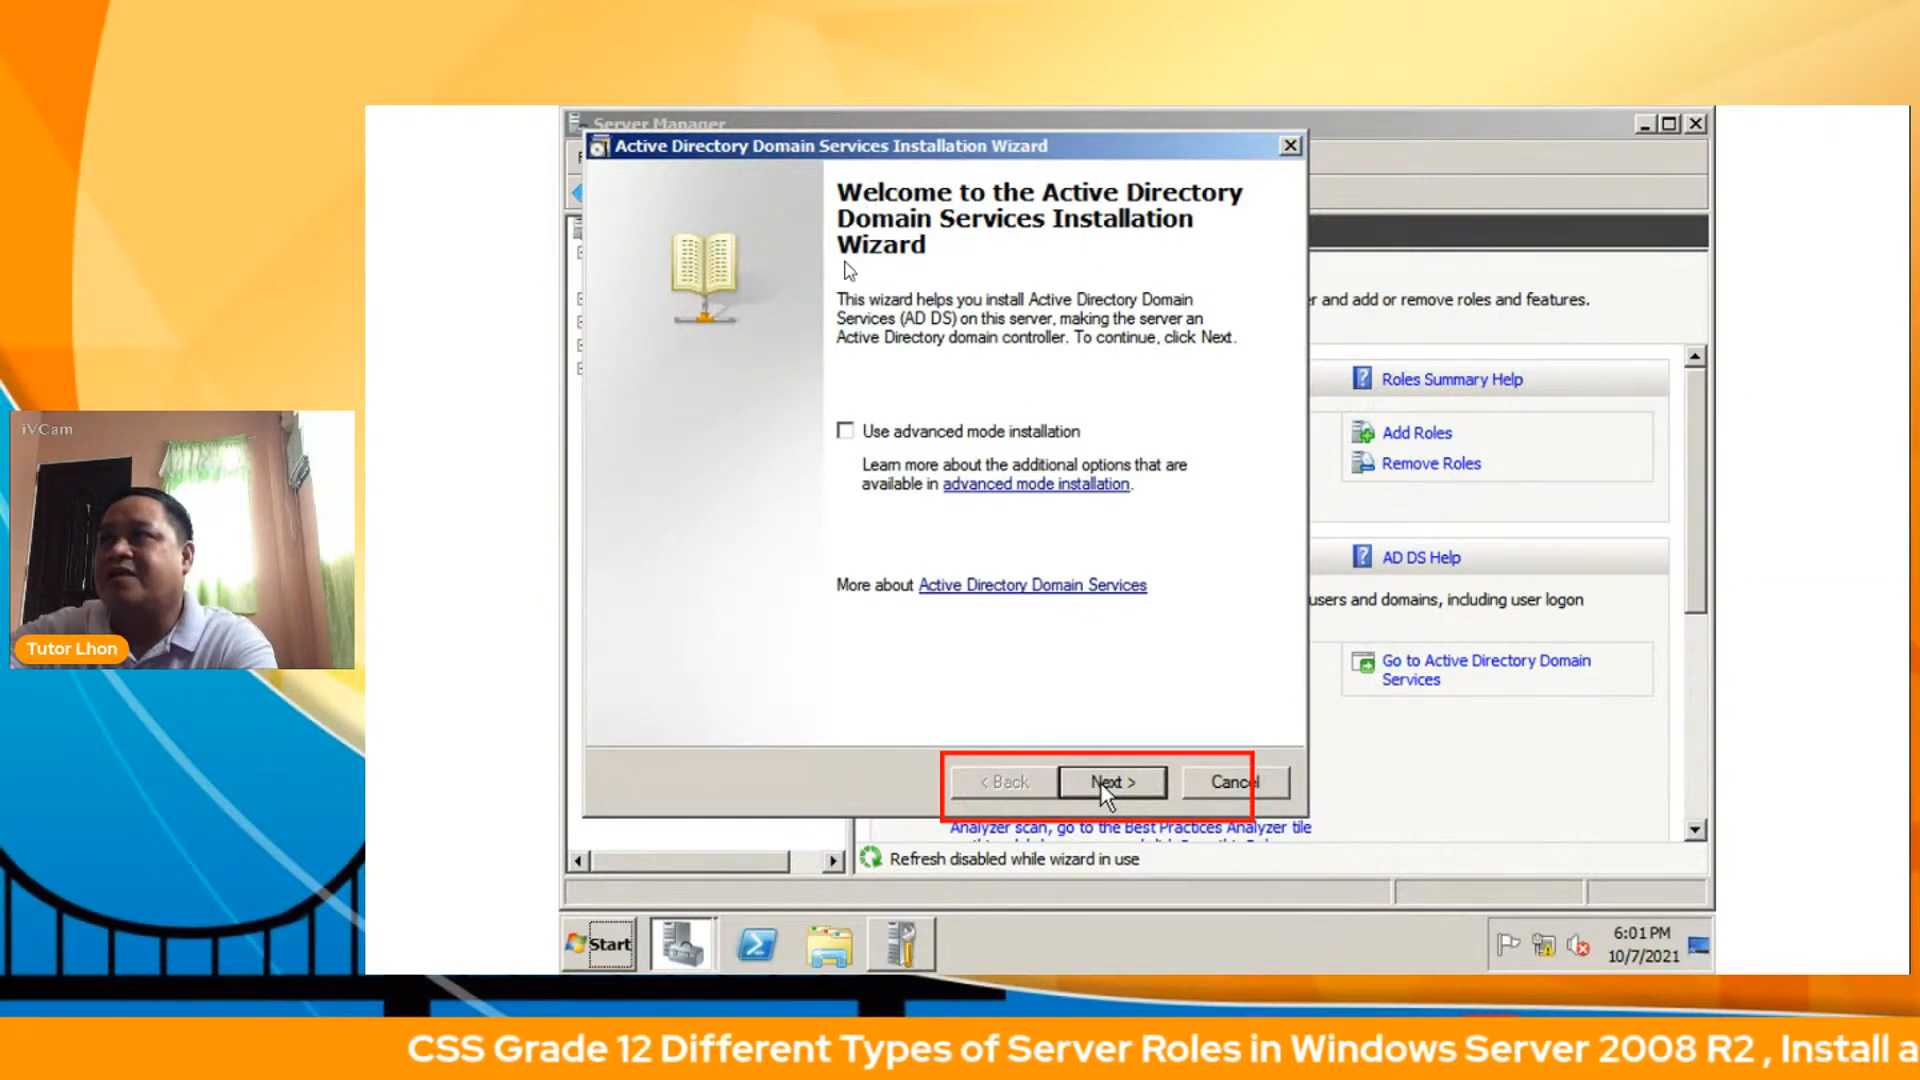 Server Manager
Active Directory Domain Services Installation Wizard
Welcome to the Active Directory
Domain Services Installation
Wizard
This wizard helps you install Active Directory Domain
Services (AD DS) on this server, making the server an
Active Directory domain controller. To continue, click Next.
r and add or remove roles and features.
Roles Summary Help
Use advanced mode installation
Add Roles
Learn more about the additional options that are
available in advanced mode installation.
Remove Roles
iVCam
AD DS Help
More about Active Directory Domain Services
users and domains, including user logon
Tutor Lhon
Go to Active Directory Domain
Services
< Back
Next >
Cancel
Analyzer scan, go to the Best Practices Analyzer tile
Refresh disabled while wizard in use
Start
6:01 PM
10/7/2021
CSS Grade 12 Different Types of Server Roles in Windows Server 2008 R2 , Install a